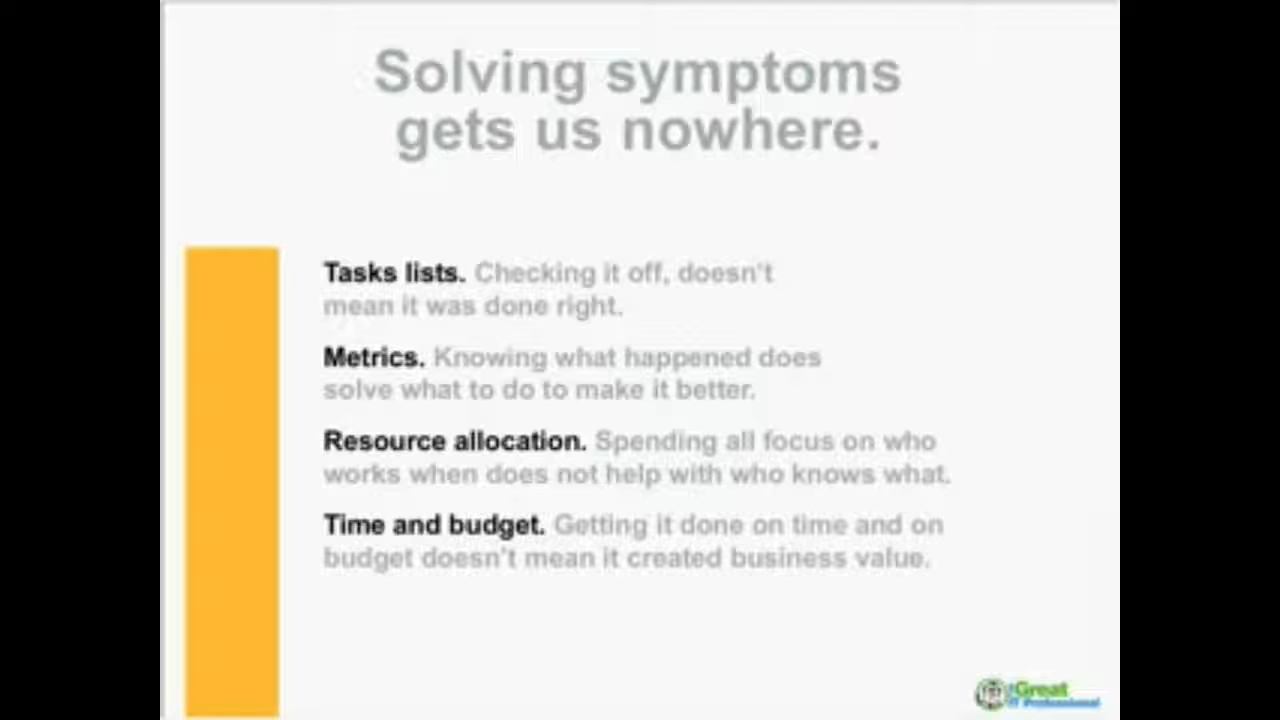 Solving symptoms
gets us nowhere.
Tasks lists. Checking it off, doesn't
mean it was done right.
Metrics. Knowing what happened does
solve what to do to make it better.
Resource allocation. Spending all focus on who
works when does not help with who knows what.
Time and budget. Getting it done on time and on
budget doesn't mean it created business value.
Great
IT Professional